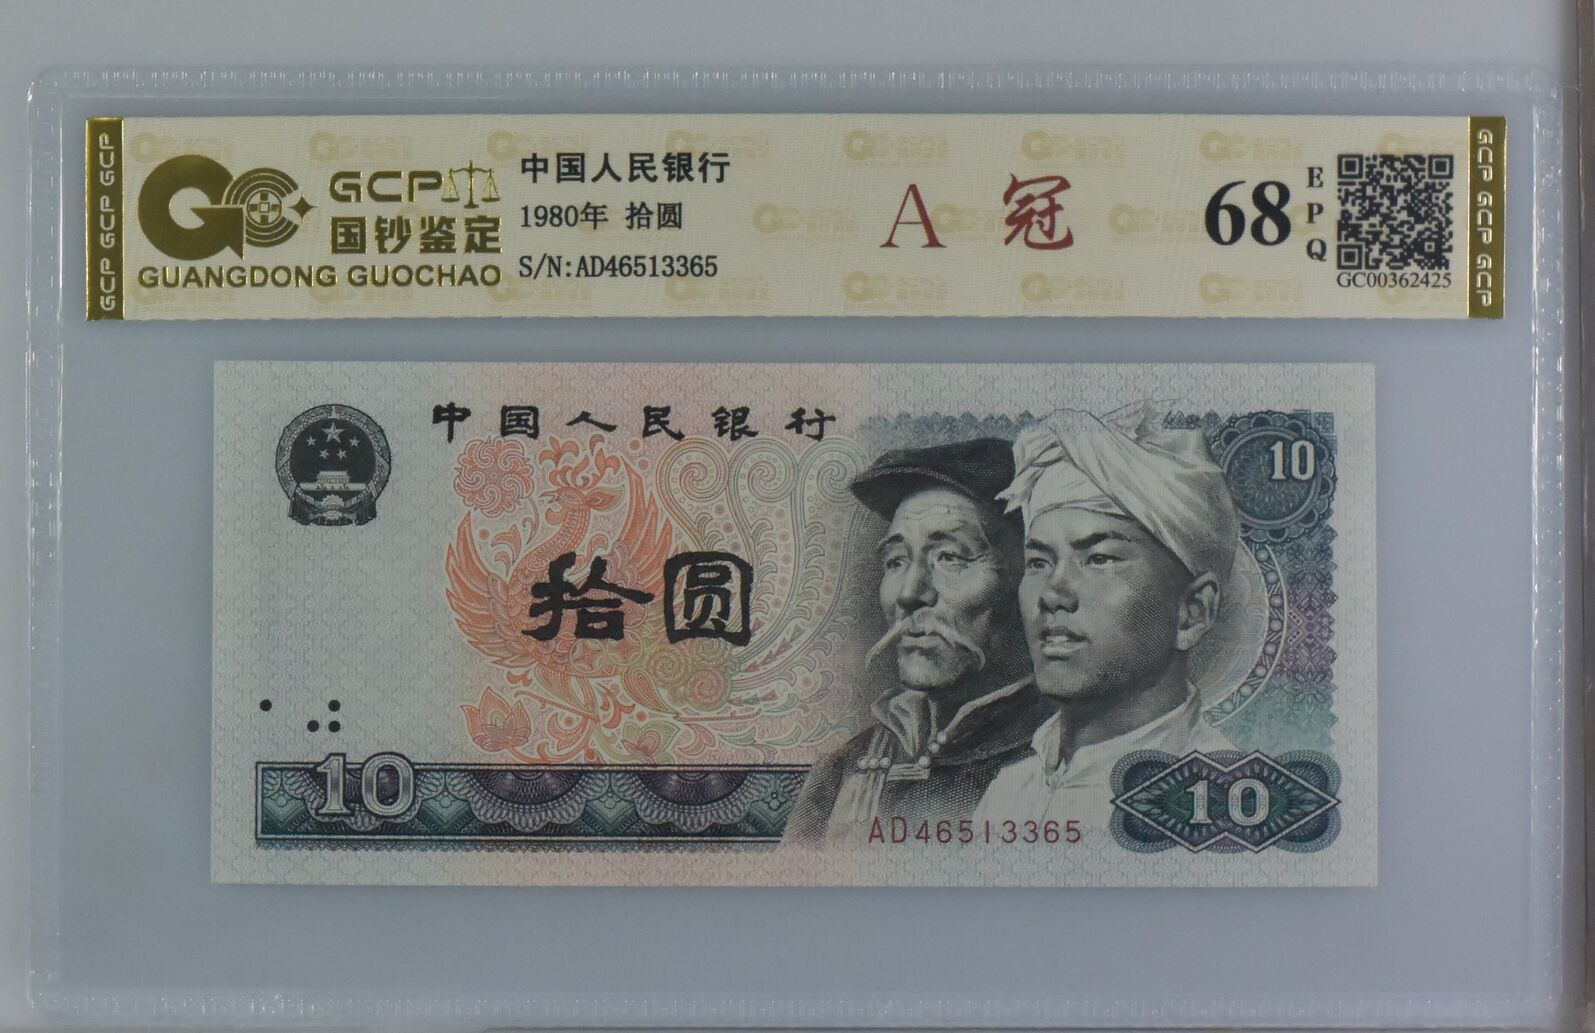 GCP GCP GCP
GCP
国钞鉴定
GUANGDONG GUOCHAO
中国人民银行
1980年 拾圆
S/N:AD46513365
A 冠
68
EPQ
GC00362425
GCP GCP GCP
中国人民银行
10
拾圆
10
AD46513365
10